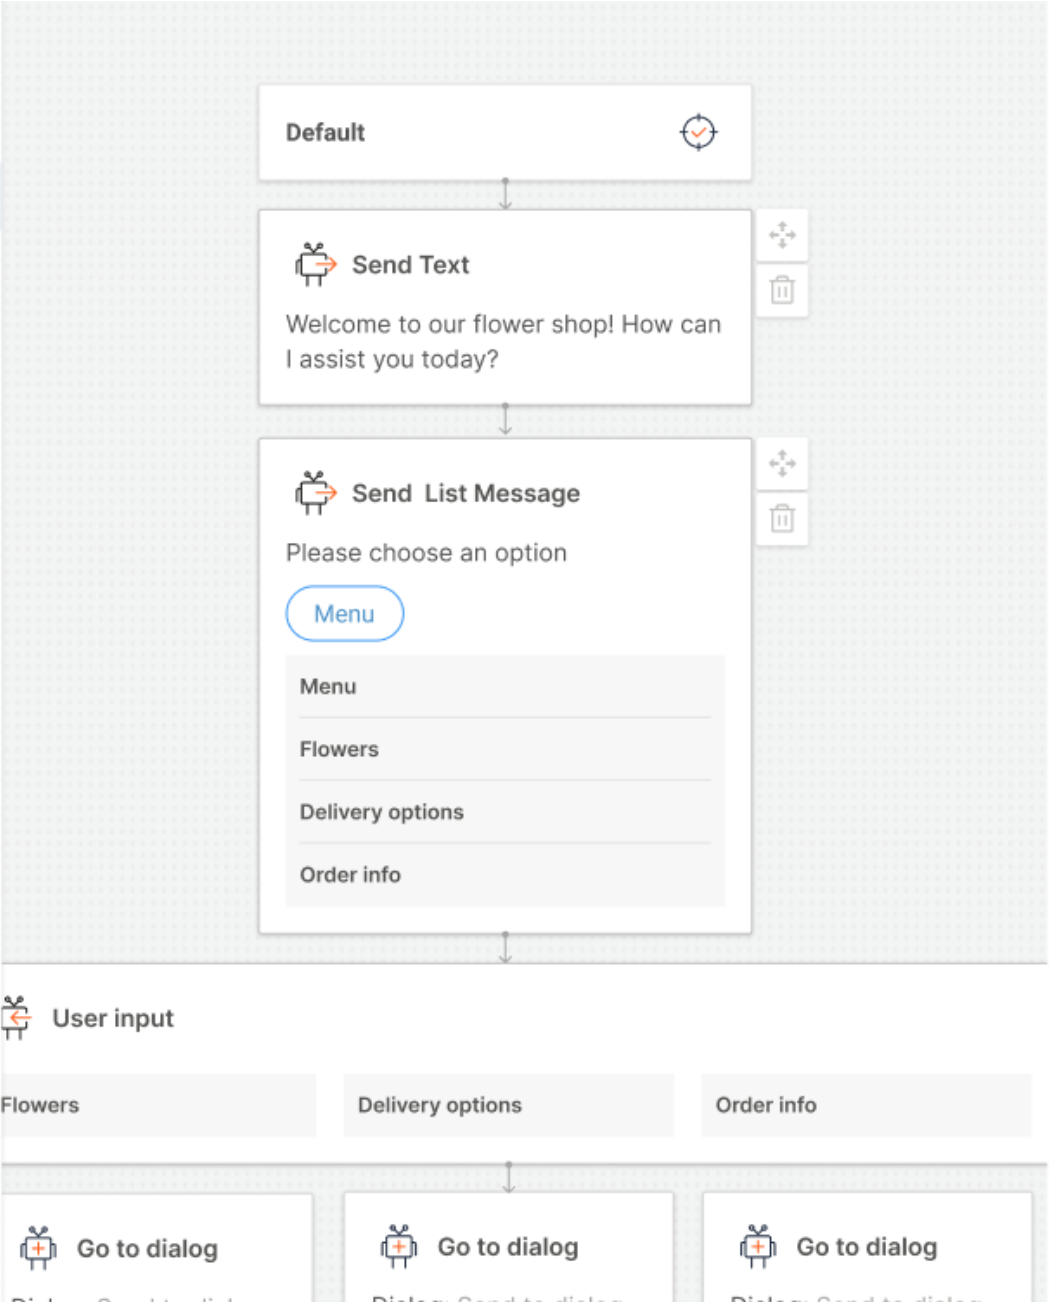 Default
Send Text
Welcome to our flower shop! How can
I assist you today?
Send List Message
Please choose an option
Menu
Menu
Flowers
Delivery options
Order info
User input
Flowers
Delivery options
Order info
Go to dialog
Go to dialog
Go to dialog